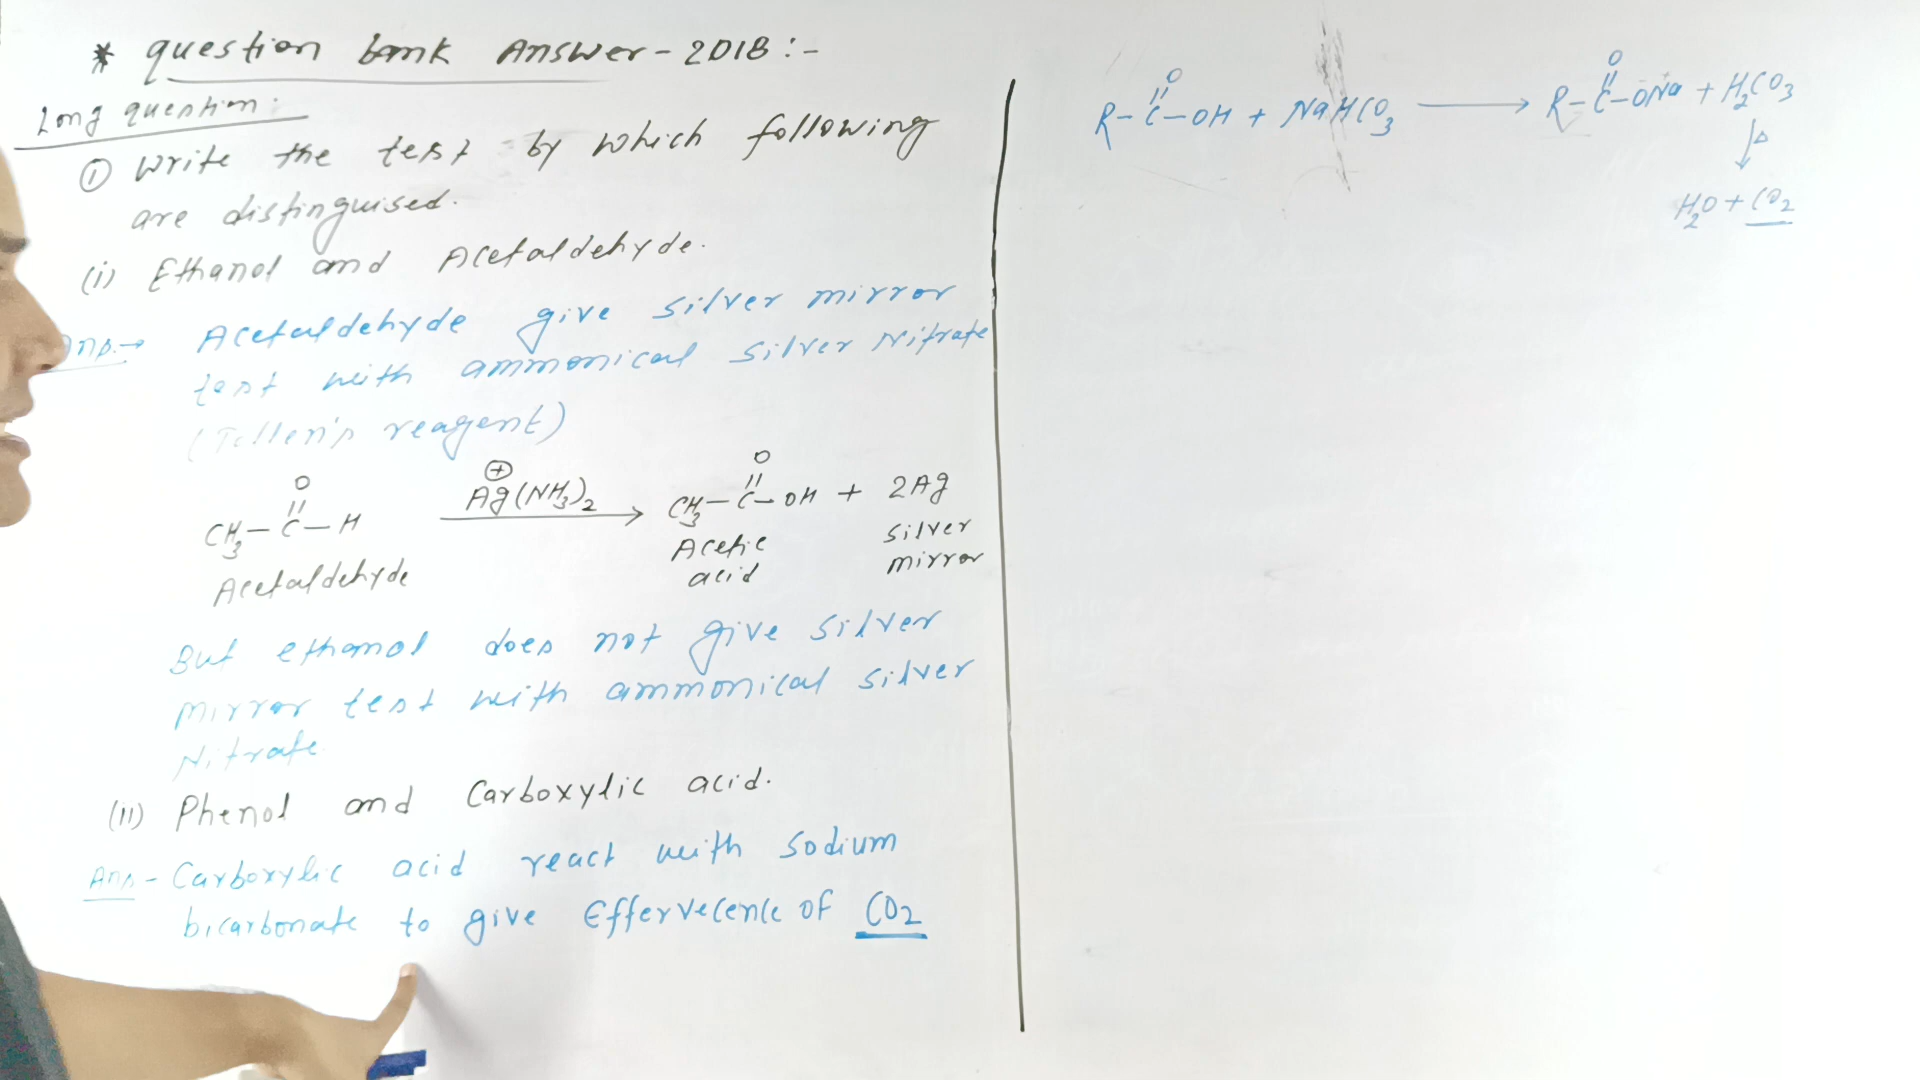 * question bank Answer - 2018 :-
Long question :
① Write the test by which following
are distinguised.
(i) Ethanol and Acetaldehyde.
Ans.→ Acetaldehyde give silver mirror
test with ammonical silver Nitrate
(Tollen's reagent)
O
||
CH3 - C - H
⊕
Ag(NH3)2
→
O
||
CH3 - C - OH + 2Ag
Acetaldehyde
Acetic
acid
silver
mirror
But ethanol does not give silver
mirror test with ammonical silver
Nitrate
(ii) Phenol and Carboxylic acid.
Ans - Carboxylic acid react with sodium
bicarbonate to give Effervecence of CO2
O
||
R - C - OH + NaHCO3 →
O
||
R - C - O⁻Na⁺ + H2CO3
↓ Δ
H2O + CO2